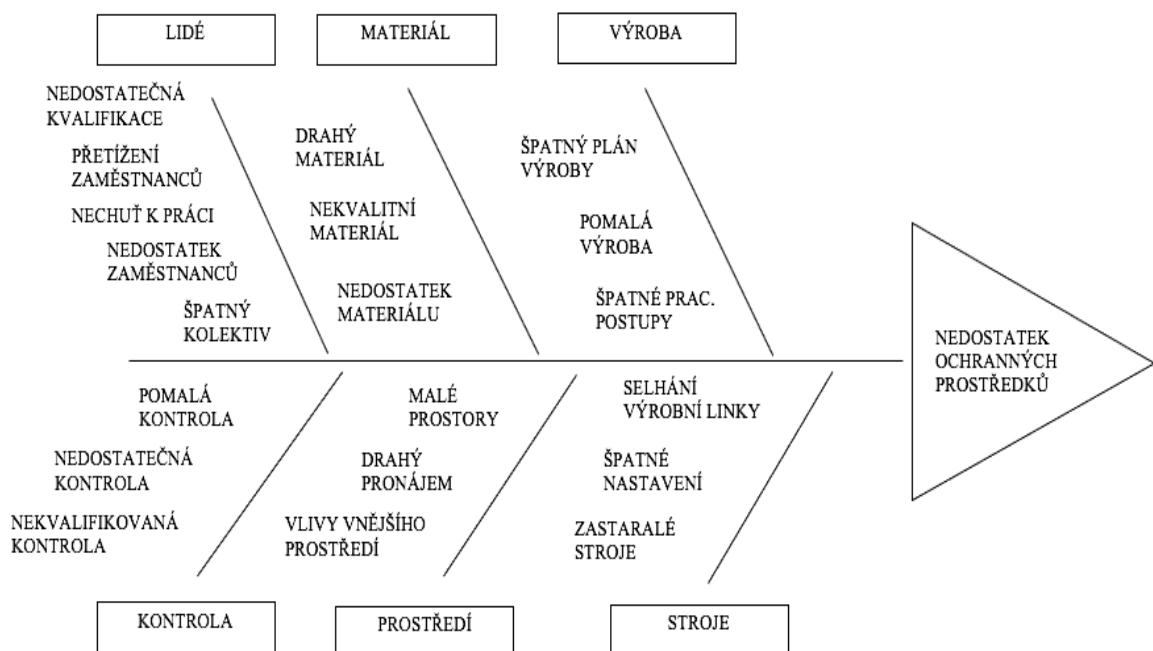 LIDÉ
MATERIÁL
VÝROBA
NEDOSTATEČNÁ
KVALIFIKACE
PŘETÍŽENÍ
ZAMĚSTNANCŮ
NECHUŤ K PRÁCI
NEDOSTATEK
ZAMĚSTNANCŮ
ŠPATNÝ
KOLEKTIV
DRAHÝ
MATERIÁL
NEKVALITNÍ
MATERIÁL
NEDOSTATEK
MATERIÁLU
ŠPATNÝ PLÁN
VÝROBY
POMALÁ
VÝROBA
ŠPATNÉ PRAC.
POSTUPY
NEDOSTATEK
OCHRANNÝCH
PROSTŘEDKŮ
POMALÁ
KONTROLA
NEDOSTATEČNÁ
KONTROLA
NEKVALIFIKOVANÁ
KONTROLA
MALÉ
PROSTORY
DRAHÝ
PRONÁJEM
VLIVY VNĚJŠÍHO
PROSTŘEDÍ
SELHÁNÍ
VÝROBNÍ LINKY
ŠPATNÉ
NASTAVENÍ
ZASTARALÉ
STROJE
KONTROLA
PROSTŘEDÍ
STROJE